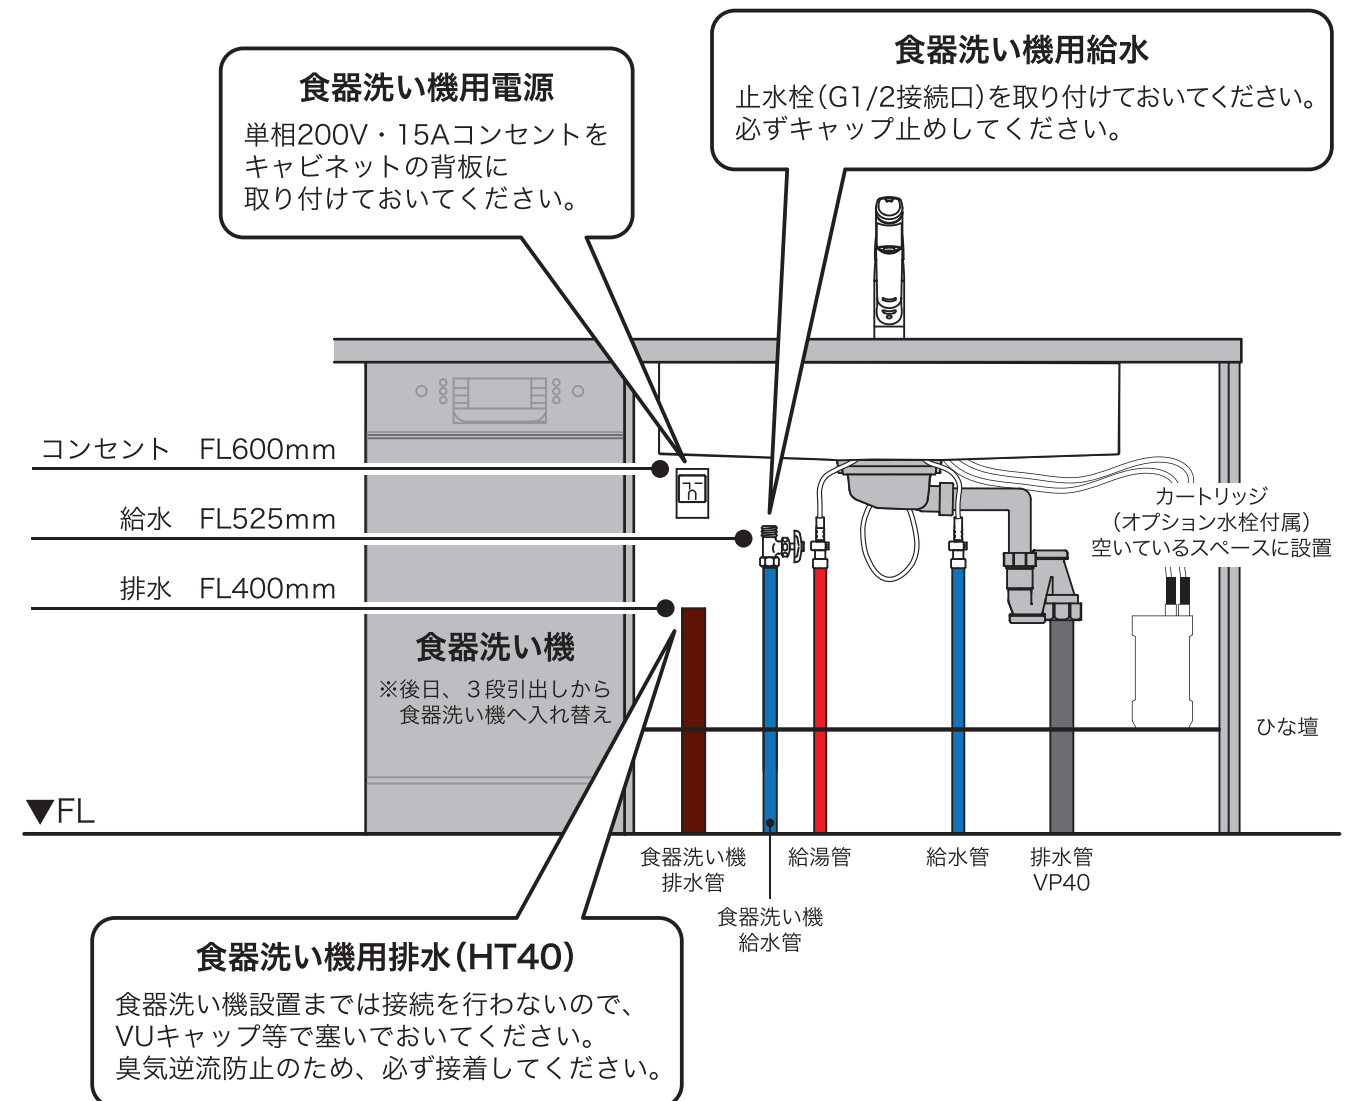 食器洗い機用電源
単相200V・15Aコンセントを
キャビネットの背板に
取り付けておいてください。
食器洗い機用給水
止水栓（G1/2接続口）を取り付けておいてください。
必ずキャップ止めしてください。
コンセント　FL600mm
給水　FL525mm
排水　FL400mm
カートリッジ
（オプション水栓付属）
空いているスペースに設置
食器洗い機
※後日、３段引出しから
食器洗い機へ入れ替え
ひな壇
▼FL
食器洗い機
排水管
給湯管
給水管
排水管
VP40
食器洗い機
給水管
食器洗い機用排水（HT40）
食器洗い機設置までは接続を行わないので、
VUキャップ等で塞いでおいてください。
臭気逆流防止のため、必ず接着してください。